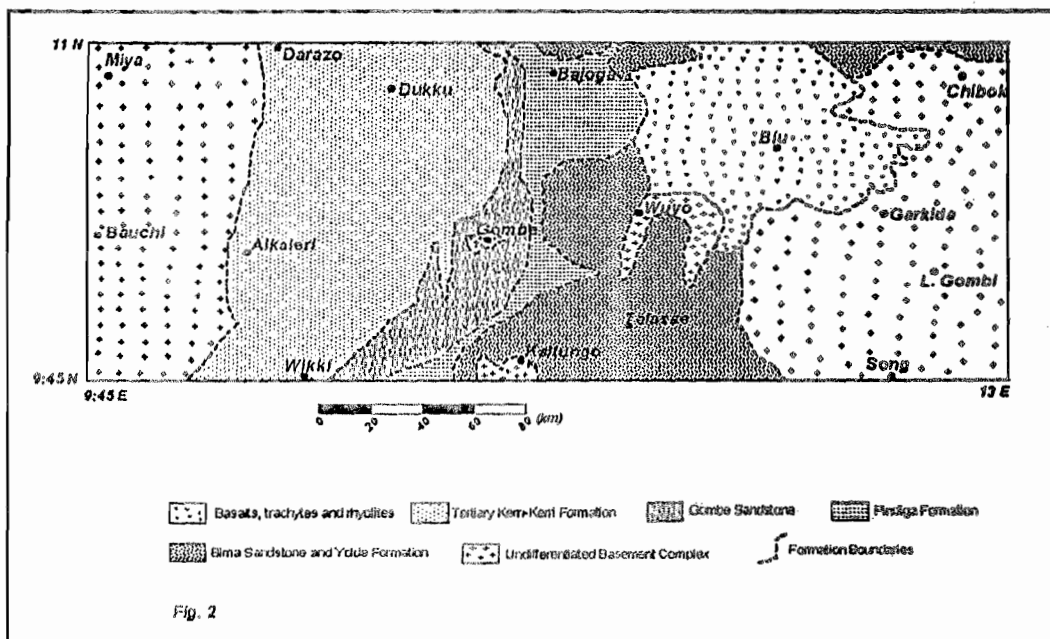 11 N
Miya
Darazo
Dukku
Bajoga
Chibok
Biu
Bauchi
Alkaleri
Gombe
Wuyo
Garkida
L. Gombi
Talasse
Kaltungo
Wikki
Song
9:45 N
9:45 E
13 E
0 20 40 60 80 (km)
Basalts, trachytes and rhyolites
Tertiary Kerri-Kerri Formation
Gombe Sandstone
Pindiga Formation
Bima Sandstone and Yolde Formation
Undifferentiated Basement Complex
Formation Boundaries
Fig. 2